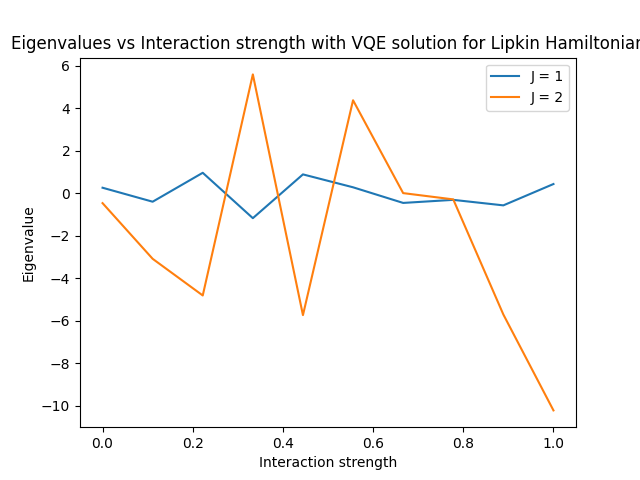 Eigenvalues vs Interaction strength with VQE solution for Lipkin Hamiltonian
J = 1
J = 2
6
4
2
0
−2
−4
−6
−8
−10
Eigenvalue
0.0 0.2 0.4 0.6 0.8 1.0
Interaction strength